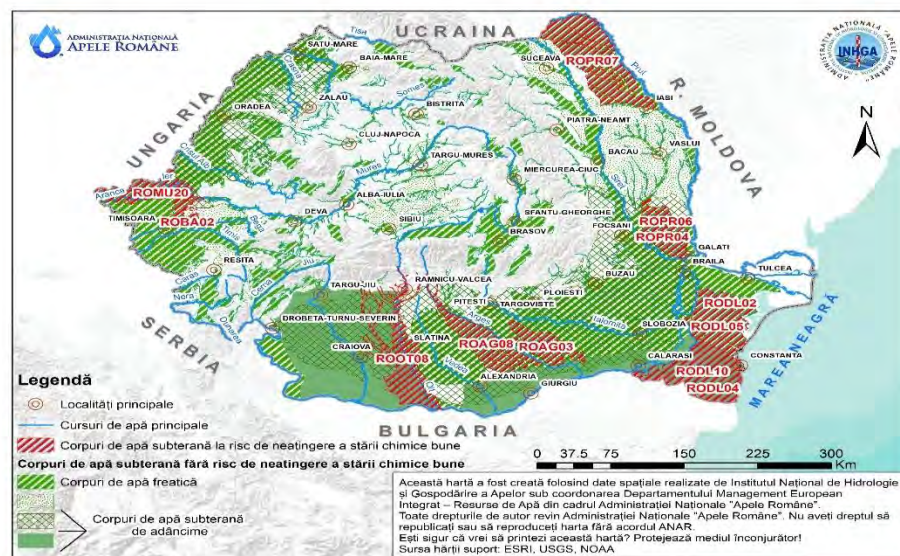 ADMINISTRAȚIA NAȚIONALĂ
APELE ROMÂNE
UCRAINA
UNGARIA
SERBIA
BULGARIA
R. MOLDOVA
MAREA NEAGRĂ
INHGA
N
SATU-MARE
BAIA-MARE
SUCEAVA
ROPR07
Tisa
Prut
IASI
ZALAU
Somes
BISTRITA
ORADEA
PIATRA-NEAMT
CLUJ-NAPOCA
BACAU
VASLUI
TARGU-MURES
Mures
MIERCUREA-CIUC
Siret
Aranca
ROMU20
ALBA-IULIA
TIMISOARA
ROBA02
DEVA
SIBIU
SFANTU-GHEORGHE
BRASOV
FOCSANI
ROPR06
ROPR04
GALATI
BRAILA
TULCEA
RESITA
Caras
Nera
Cerna
Jiu
TARGU-JIU
RAMNICU-VALCEA
BUZAU
PLOIESTI
PITESTI
TARGOVISTE
RODL02
RODL05
DROBETA-TURNU-SEVERIN
Arges
Ialomita
SLOBOZIA
Dunarea
CRAIOVA
SLATINA
ROAG08
ROAG03
CALARASI
CONSTANTA
ROOT08
Vedea
RODL10
RODL04
ALEXANDRIA
GIURGIU
Olt
Legendă
Localități principale
Cursuri de apă principale
Corpuri de apă subterană la risc de neatingere a stării chimice bune
Corpuri de apă subterană fără risc de neatingere a stării chimice bune
Corpuri de apă freatică
Corpuri de apă subterană
de adâncime
0 37.5 75 150 225 300
Km
Această hartă a fost creată folosind date spațiale realizate de Institutul Național de Hidrologie
și Gospodărire a Apelor sub coordonarea Departamentului Management European
Integrat – Resurse de Apă din cadrul Administrației Naționale "Apele Române".
Toate drepturile de autor revin Administrației Naționale "Apele Române". Nu aveți dreptul să
republicați sau să reproduceți harta fără acordul ANAR.
Ești sigur că vrei să printezi această hartă? Protejează mediul înconjurător!
Sursa hărții suport: ESRI, USGS, NOAA